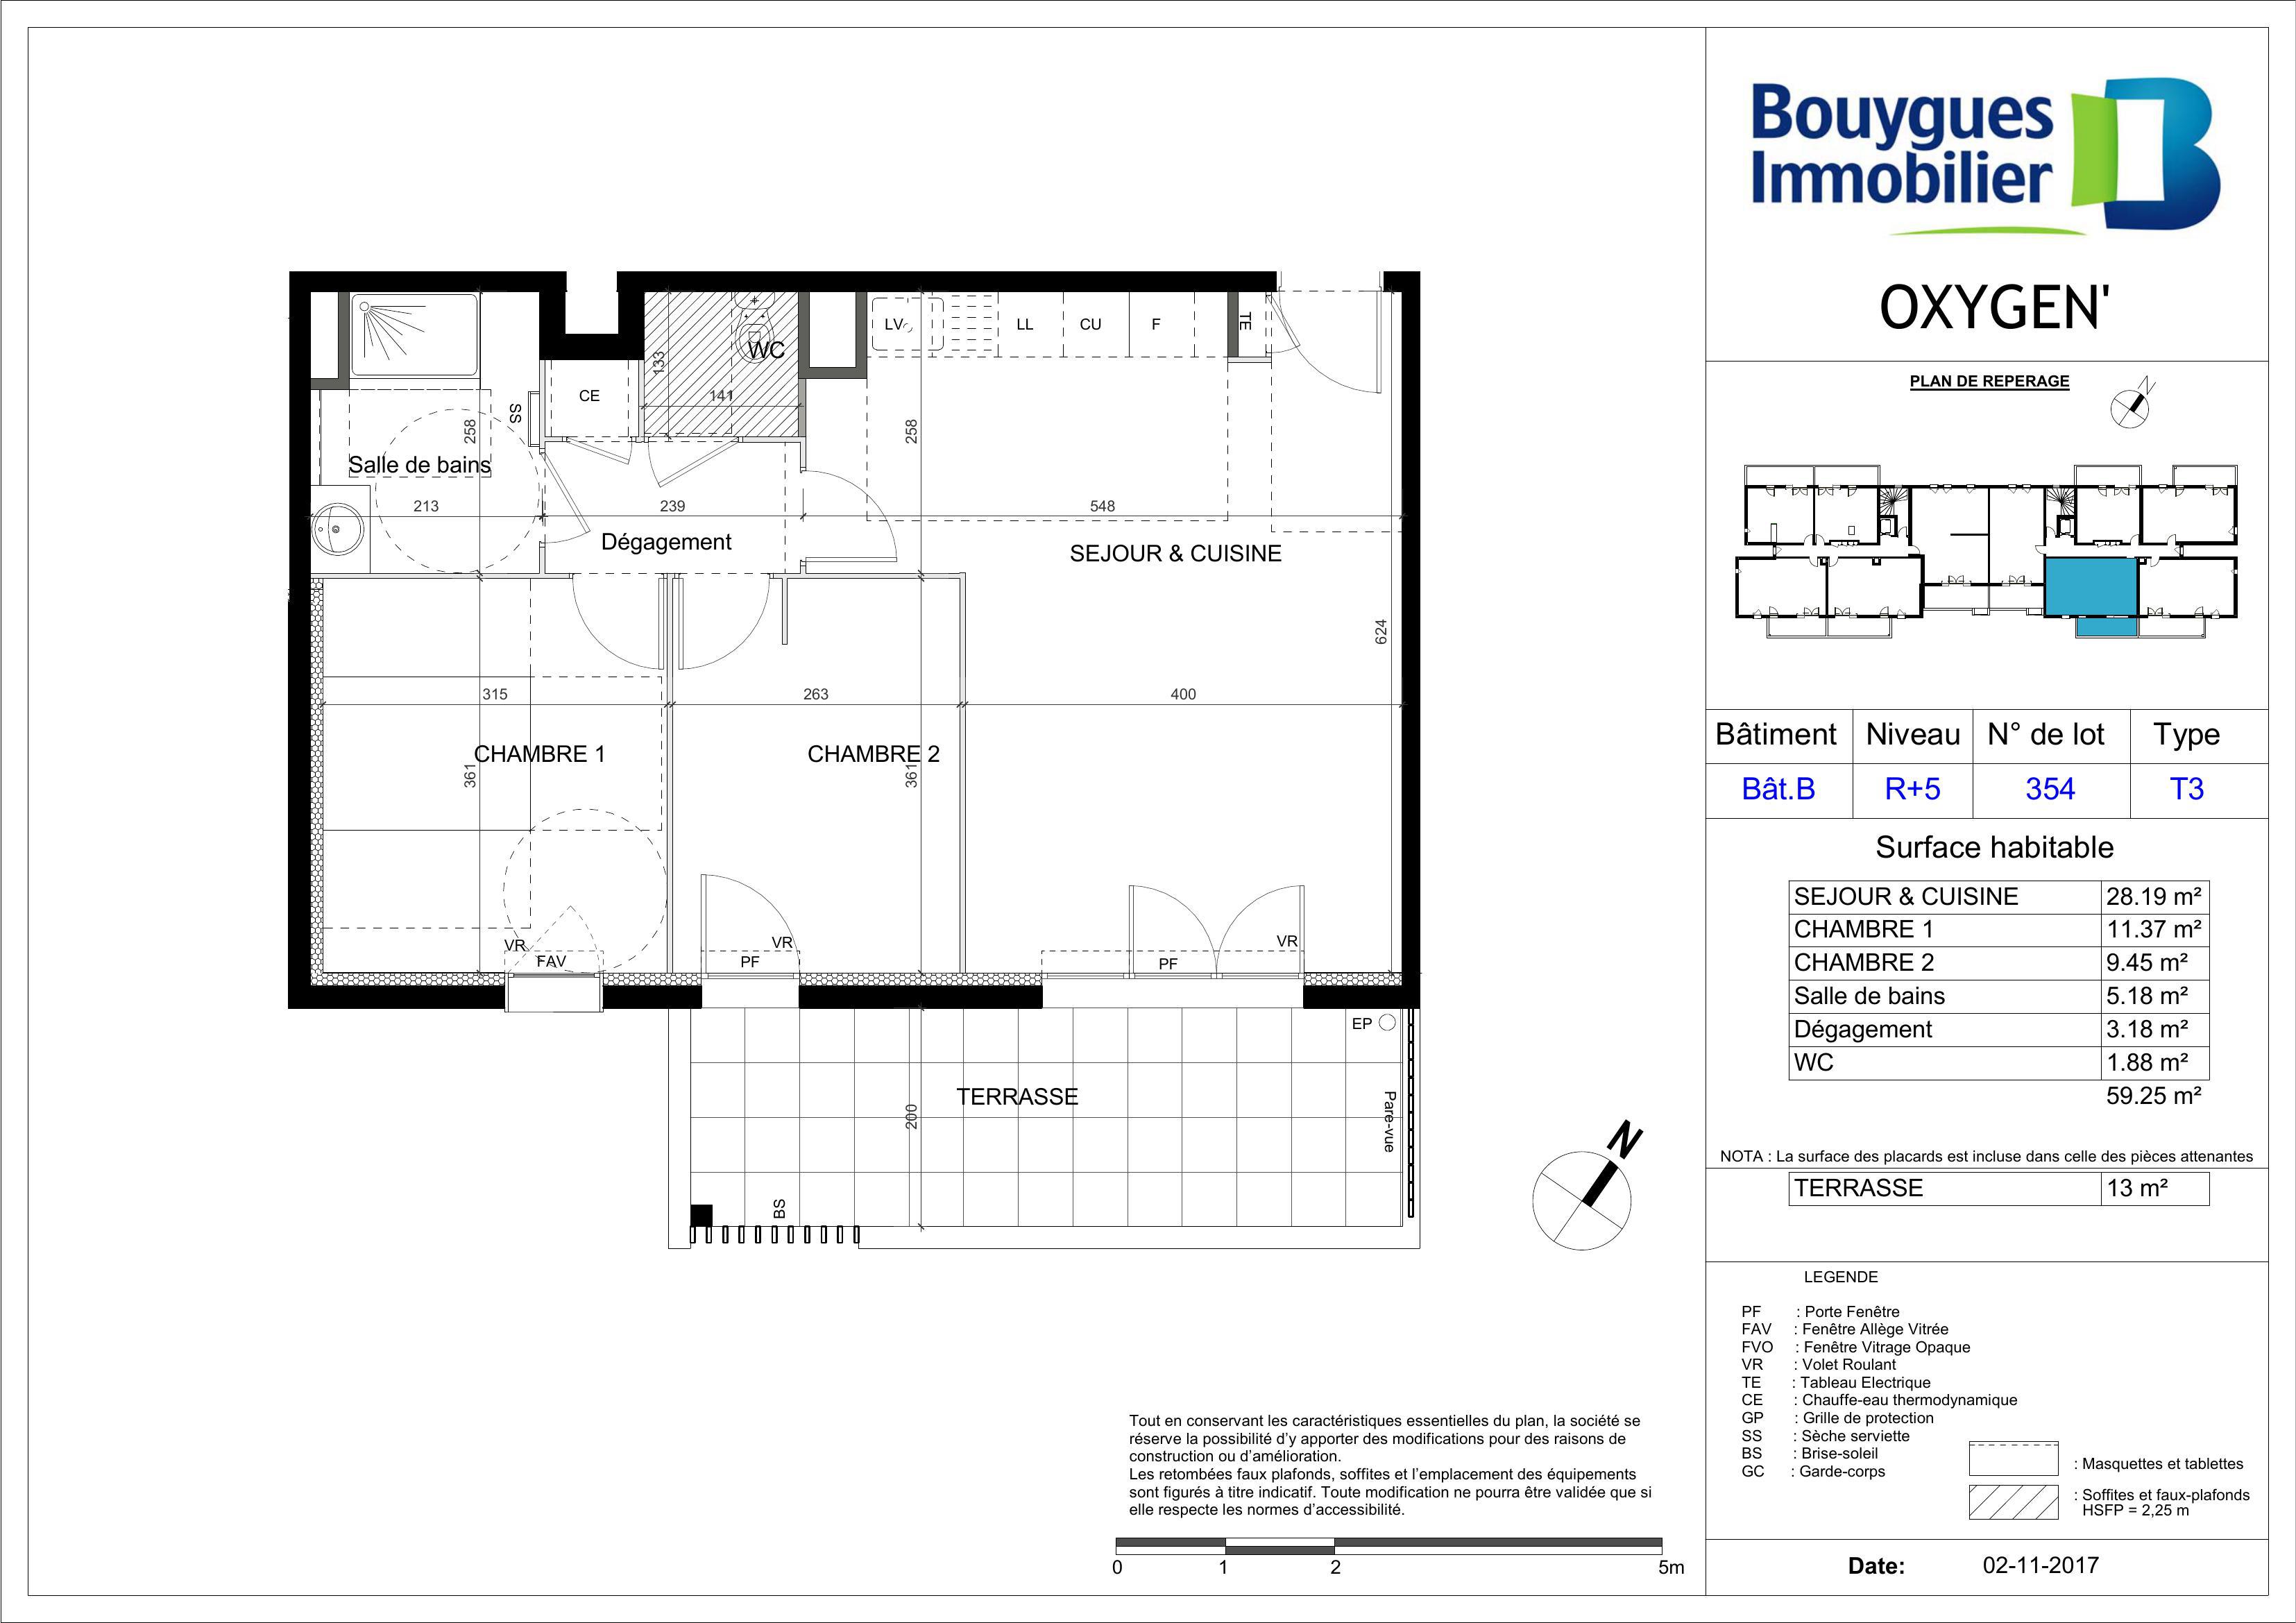 Bouygues
Immobilier
OXYGEN'
PLAN DE REPERAGE
N
Bâtiment Niveau N° de lot Type
Bât.B R+5 354 T3
Surface habitable
SEJOUR & CUISINE 28.19 m²
CHAMBRE 1 11.37 m²
CHAMBRE 2 9.45 m²
Salle de bains 5.18 m²
Dégagement 3.18 m²
WC 1.88 m²
59.25 m²
NOTA : La surface des placards est incluse dans celle des pièces attenantes
TERRASSE 13 m²
LEGENDE
PF : Porte Fenêtre
FAV : Fenêtre Allège Vitrée
FVO : Fenêtre Vitrage Opaque
VR : Volet Roulant
TE : Tableau Electrique
CE : Chauffe-eau thermodynamique
GP : Grille de protection
SS : Sèche serviette
BS : Brise-soleil
GC : Garde-corps
: Masquettes et tablettes
: Soffites et faux-plafonds
HSFP = 2,25 m
Date: 02-11-2017
LV LL CU F TE
WC
133
CE
141
SS
258
258
Salle de bains
213 239 548
Dégagement
SEJOUR & CUISINE
624
315 263 400
CHAMBRE 1
CHAMBRE 2
361
361
VR
VR
VR
FAV
PF
PF
EP
TERRASSE
200
Pare-vue
BS
N
Tout en conservant les caractéristiques essentielles du plan, la société se
réserve la possibilité d'y apporter des modifications pour des raisons de
construction ou d'amélioration.
Les retombées faux plafonds, soffites et l'emplacement des équipements
sont figurés à titre indicatif. Toute modification ne pourra être validée que si
elle respecte les normes d'accessibilité.
0 1 2 5m